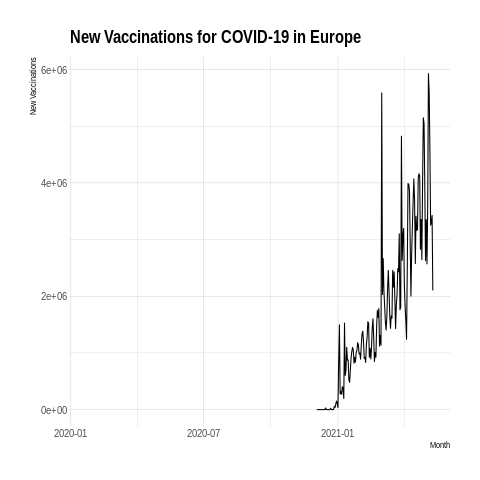 New Vaccinations for COVID-19 in Europe
New Vaccinations
6e+06
4e+06
2e+06
0e+00
2020-01 2020-07 2021-01
Month